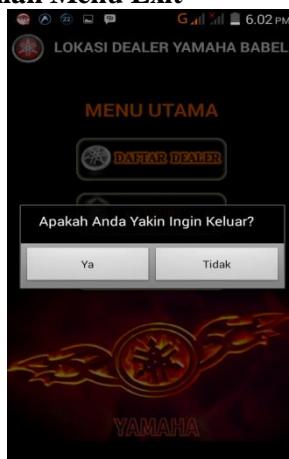 Menu Exit
G 6.02 PM
LOKASI DEALER YAMAHA BABEL
MENU UTAMA
DAFTAR DEALER
Apakah Anda Yakin Ingin Keluar?
Ya Tidak
YAMAHA